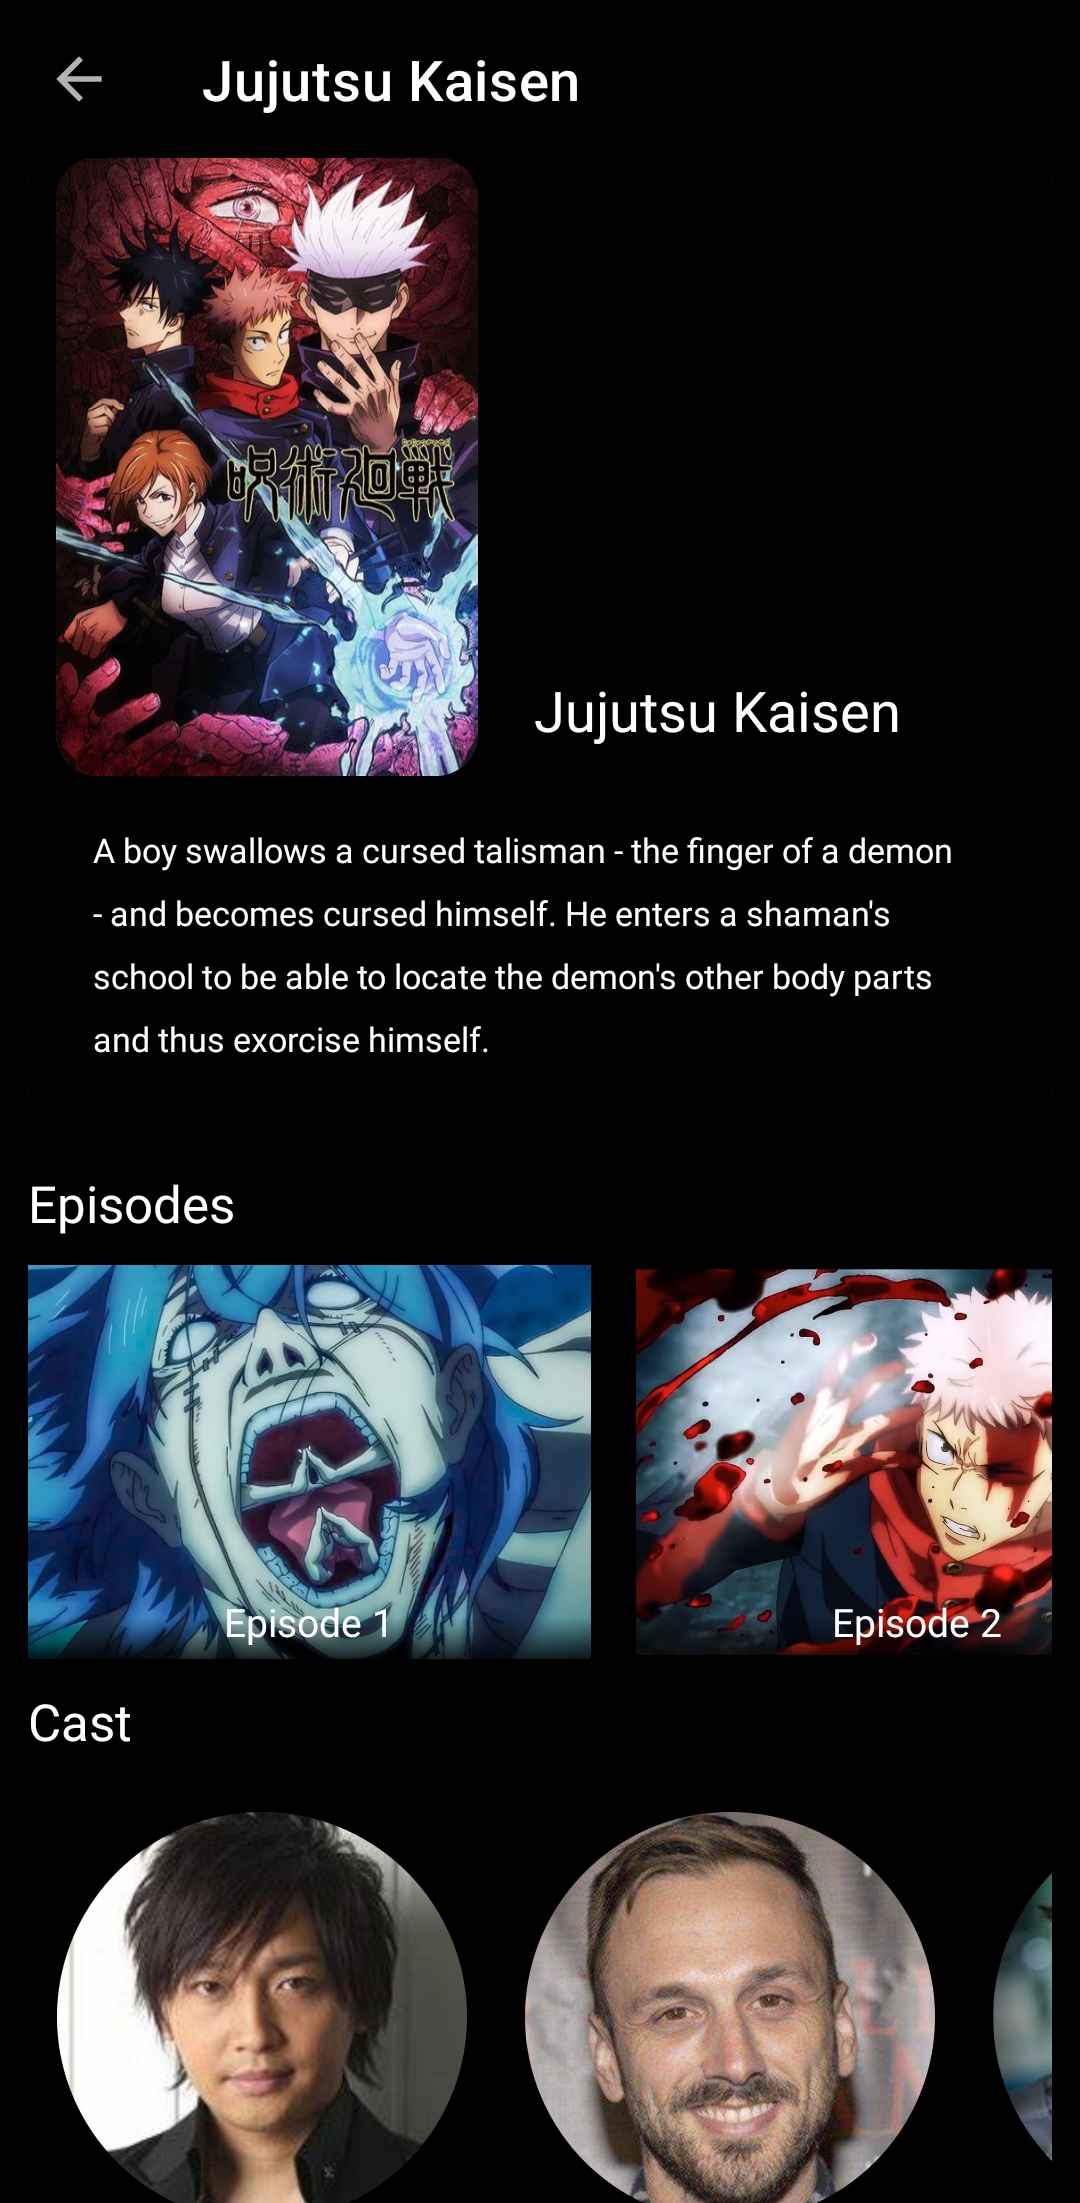 Jujutsu Kaisen
呪術廻戦
Jujutsu Kaisen
A boy swallows a cursed talisman - the finger of a demon
- and becomes cursed himself. He enters a shaman's
school to be able to locate the demon's other body parts
and thus exorcise himself.
Episodes
Episode 1
Episode 2
Cast